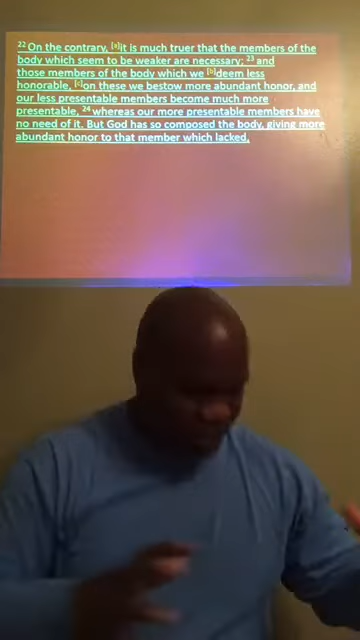 22 On the contrary, [a]it is much truer that the members of the
body which seem to be weaker are necessary; 23 and
those members of the body which we [b]deem less
honorable, [c]on these we bestow more abundant honor, and
our less presentable members become much more
presentable, 24 whereas our more presentable members have
no need of it. But God has so composed the body, giving more
abundant honor to that member which lacked,